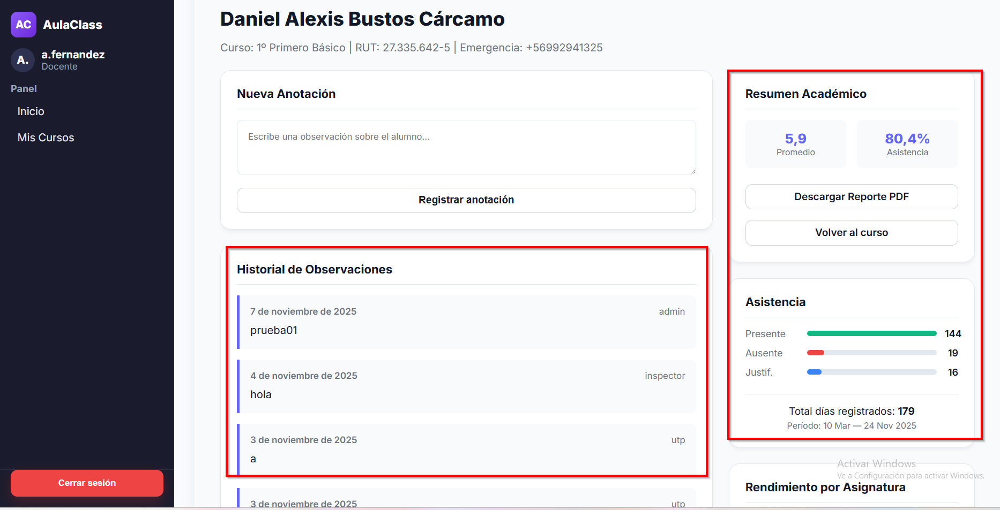 AC AulaClass
A. a.fernandez
Docente
Panel
Inicio
Mis Cursos
Cerrar sesión
Daniel Alexis Bustos Cárcamo
Curso: 1º Primero Básico | RUT: 27.335.642-5 | Emergencia: +56992941325
Nueva Anotación
Escribe una observación sobre el alumno...
Registrar anotación
Historial de Observaciones
7 de noviembre de 2025 admin
prueba01
4 de noviembre de 2025 inspector
hola
3 de noviembre de 2025 utp
a
3 de noviembre de 2025 utp
Resumen Académico
5,9 80,4%
Promedio Asistencia
Descargar Reporte PDF
Volver al curso
Asistencia
Presente 144
Ausente 19
Justif. 16
Total días registrados: 179
Período: 10 Mar — 24 Nov 2025
Activar Windows
Ve a Configuración para activar Windows.
Rendimiento por Asignatura